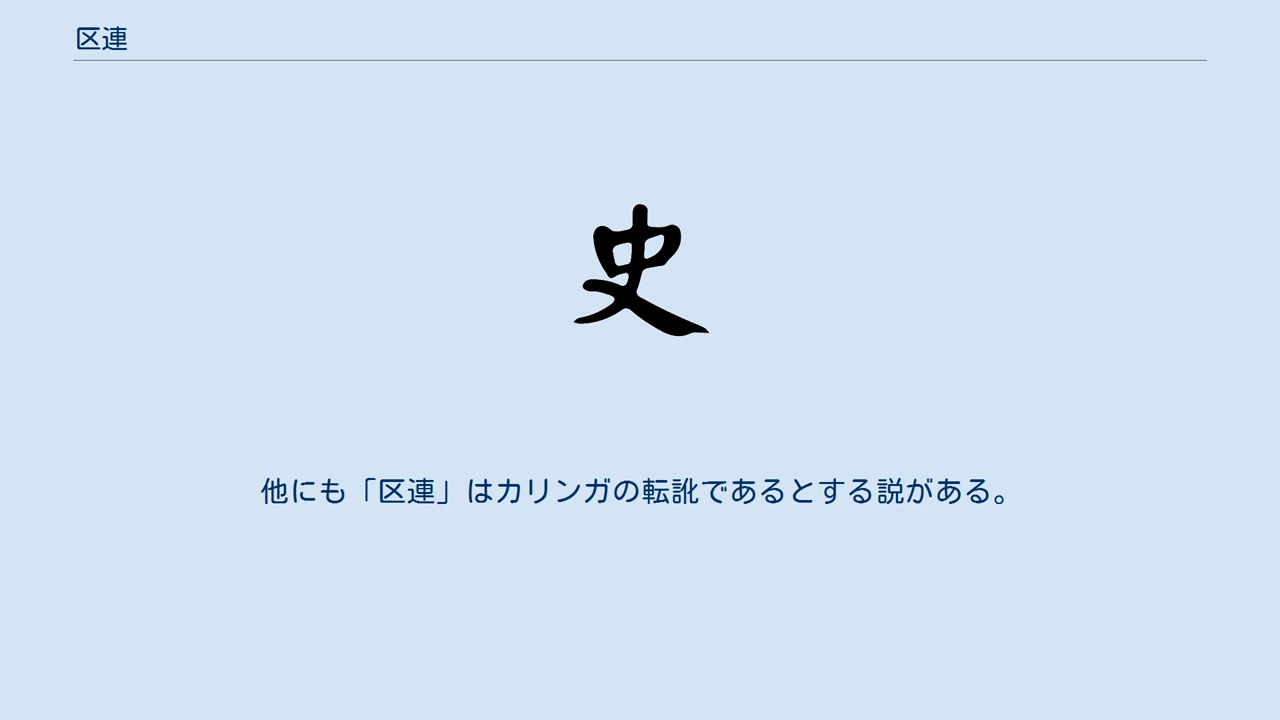 区連
史
他にも「区連」はカリンガの転訛であるとする説がある。